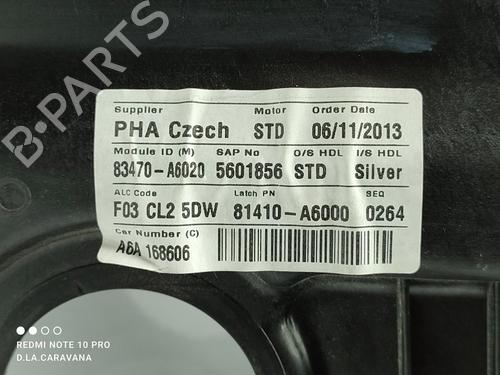 Supplier Motor Order Date
PHA Czech STD 06/11/2013
Module ID (M) SAP No O/S HDL I/S HDL
83470-A6020 5601856 STD Silver
ALC Code Latch PN SEQ
F03 CL2 5DW 81410-A6000 0264
Car Number (C)
A6A 168606
B-PARTS
REDMI NOTE 10 PRO
D.LA.CARAVANA